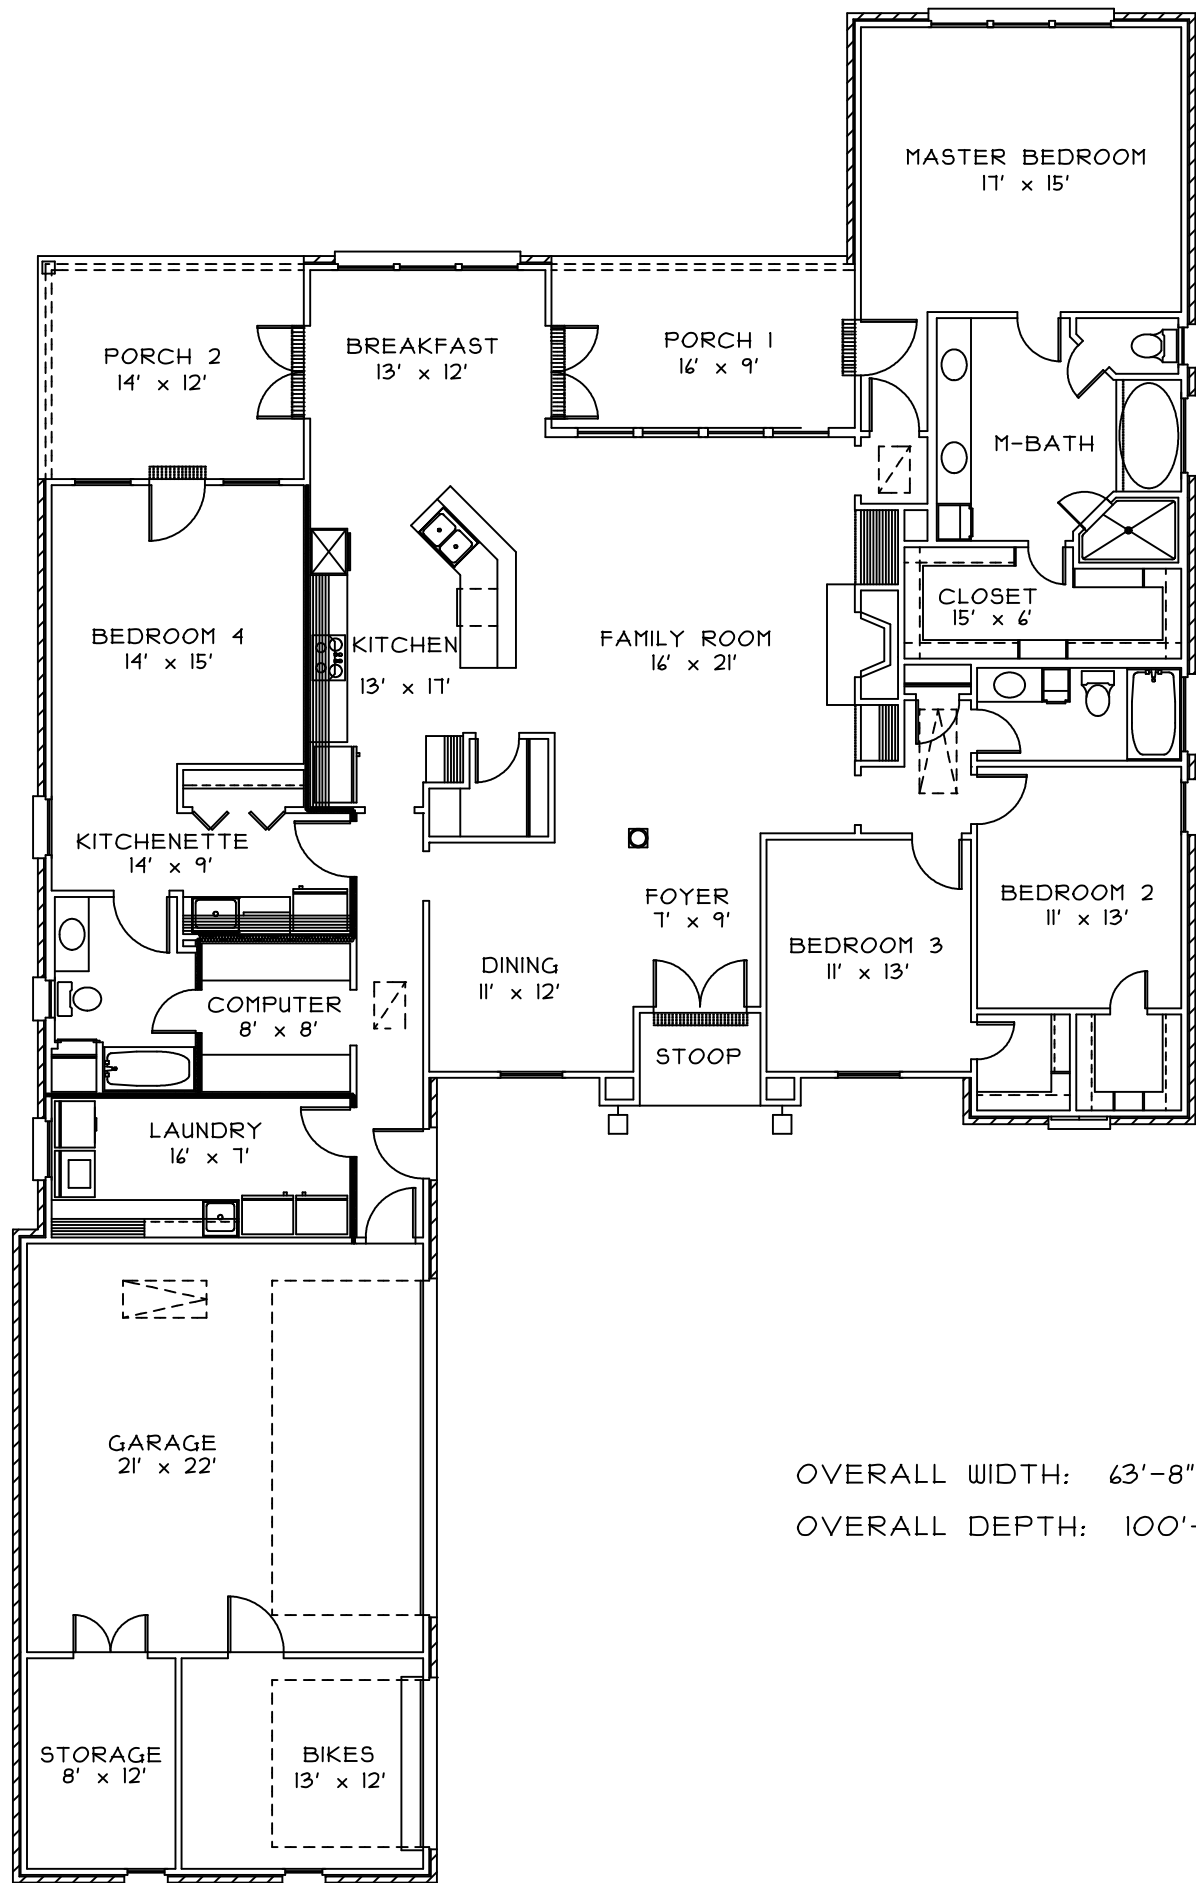 MASTER BEDROOM
17' x 15'
PORCH 2
14' x 12'
BREAKFAST
13' x 12'
PORCH 1
16' x 9'
M-BATH
CLOSET
15' x 6'
BEDROOM 4
14' x 15'
KITCHEN
13' x 17'
FAMILY ROOM
16' x 21'
KITCHENETTE
14' x 9'
FOYER
7' x 9'
BEDROOM 2
11' x 13'
BEDROOM 3
11' x 13'
DINING
11' x 12'
COMPUTER
8' x 8'
STOOP
LAUNDRY
16' x 7'
GARAGE
21' x 22'
OVERALL WIDTH: 63'-8"
OVERALL DEPTH: 100'-
STORAGE
8' x 12'
BIKES
13' x 12'